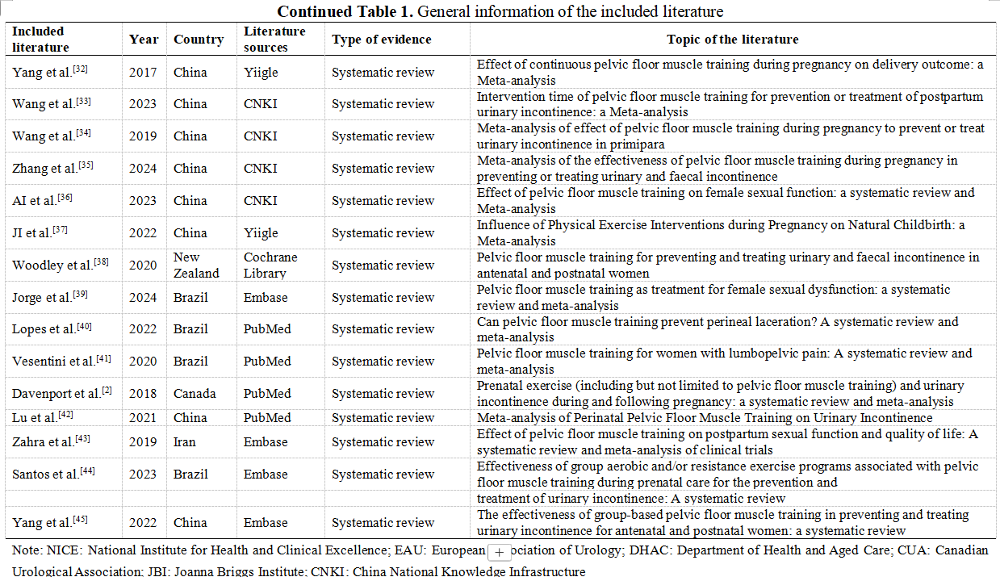 Continued Table 1. General information of the included literature
Included literature Year Country Literature sources Type of evidence Topic of the literature
Yang et al.[32] 2017 China Yiigle Systematic review Effect of continuous pelvic floor muscle training during pregnancy on delivery outcome: a
Meta-analysis
Wang et al.[33] 2023 China CNKI Systematic review Intervention time of pelvic floor muscle training for prevention or treatment of postpartum
urinary incontinence: a Meta-analysis
Wang et al.[34] 2019 China CNKI Systematic review Meta-analysis of effect of pelvic floor muscle training during pregnancy to prevent or treat
urinary incontinence in primipara
Zhang et al.[35] 2024 China CNKI Systematic review Meta-analysis of the effectiveness of pelvic floor muscle training during pregnancy in
preventing or treating urinary and faecal incontinence
AI et al.[36] 2023 China CNKI Systematic review Effect of pelvic floor muscle training on female sexual function: a systematic review and
Meta-analysis
JI et al.[37] 2022 China Yiigle Systematic review Influence of Physical Exercise Interventions during Pregnancy on Natural Childbirth: a
Meta-analysis
Woodley et al.[38] 2020 New Zealand Cochrane Library Systematic review Pelvic floor muscle training for preventing and treating urinary and faecal incontinence in
antenatal and postnatal women
Jorge et al.[39] 2024 Brazil Embase Systematic review Pelvic floor muscle training as treatment for female sexual dysfunction: a systematic
review and meta-analysis
Lopes et al.[40] 2022 Brazil PubMed Systematic review Can pelvic floor muscle training prevent perineal laceration? A systematic review and
meta-analysis
Vesentini et al.[41] 2020 Brazil PubMed Systematic review Pelvic floor muscle training for women with lumbopelvic pain: A systematic review and
meta-analysis
Davenport et al.[2] 2018 Canada PubMed Systematic review Prenatal exercise (including but not limited to pelvic floor muscle training) and urinary
incontinence during and following pregnancy: a systematic review and meta-analysis
Lu et al.[42] 2021 China PubMed Systematic review Meta-analysis of Perinatal Pelvic Floor Muscle Training on Urinary Incontinence
Zahra et al.[43] 2019 Iran Embase Systematic review Effect of pelvic floor muscle training on postpartum sexual function and quality of life: A
systematic review and meta-analysis of clinical trials
Santos et al.[44] 2023 Brazil Embase Systematic review Effectiveness of group aerobic and/or resistance exercise programs associated with pelvic
floor muscle training during prenatal care for the prevention and
treatment of urinary incontinence: A systematic review
Yang et al.[45] 2022 China Embase Systematic review The effectiveness of group-based pelvic floor muscle training in preventing and treating
urinary incontinence for antenatal and postnatal women: a systematic review
Note: NICE: National Institute for Health and Clinical Excellence; EAU: European of Urology; DHAC: Department of Health and Aged Care; CUA: Canadian
Urological Association; JBI: Joanna Briggs Institute; CNKI: China National Knowledge Infrastructure